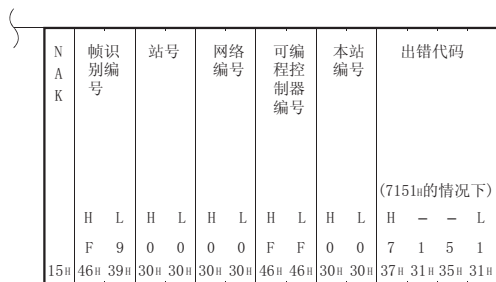 N 帧识 站号 网络 可编 本站 出错代码
A 别编 编号 程控 编号
K 号 制器
编号
(7151H的情况下)
H L H L H L H L H L H － － L
F 9 0 0 0 0 F F 0 0 7 1 5 1
15H 46H 39H 30H 30H 30H 30H 46H 46H 30H 30H 37H 31H 35H 31H